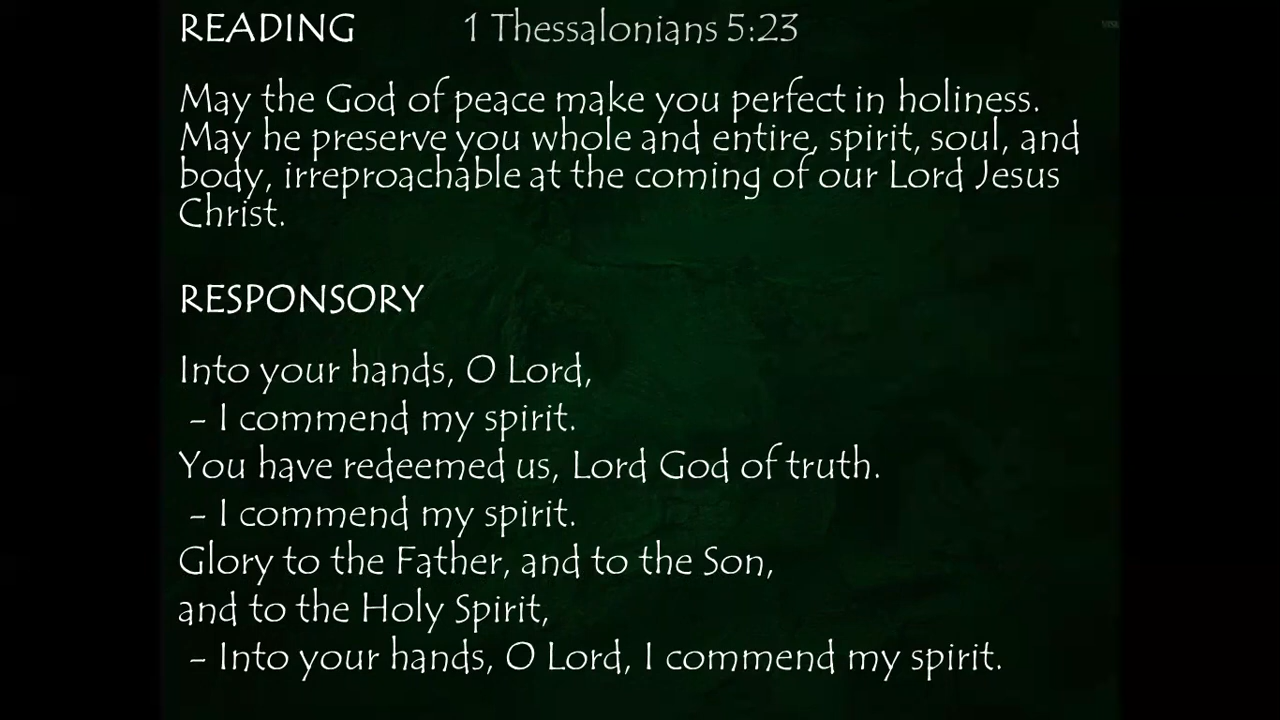 READING 1 Thessalonians 5:23
May the God of peace make you perfect in holiness.
May he preserve you whole and entire, spirit, soul, and
body, irreproachable at the coming of our Lord Jesus
Christ.
RESPONSORY
Into your hands, O Lord,
– I commend my spirit.
You have redeemed us, Lord God of truth.
– I commend my spirit.
Glory to the Father, and to the Son,
and to the Holy Spirit,
– Into your hands, O Lord, I commend my spirit.